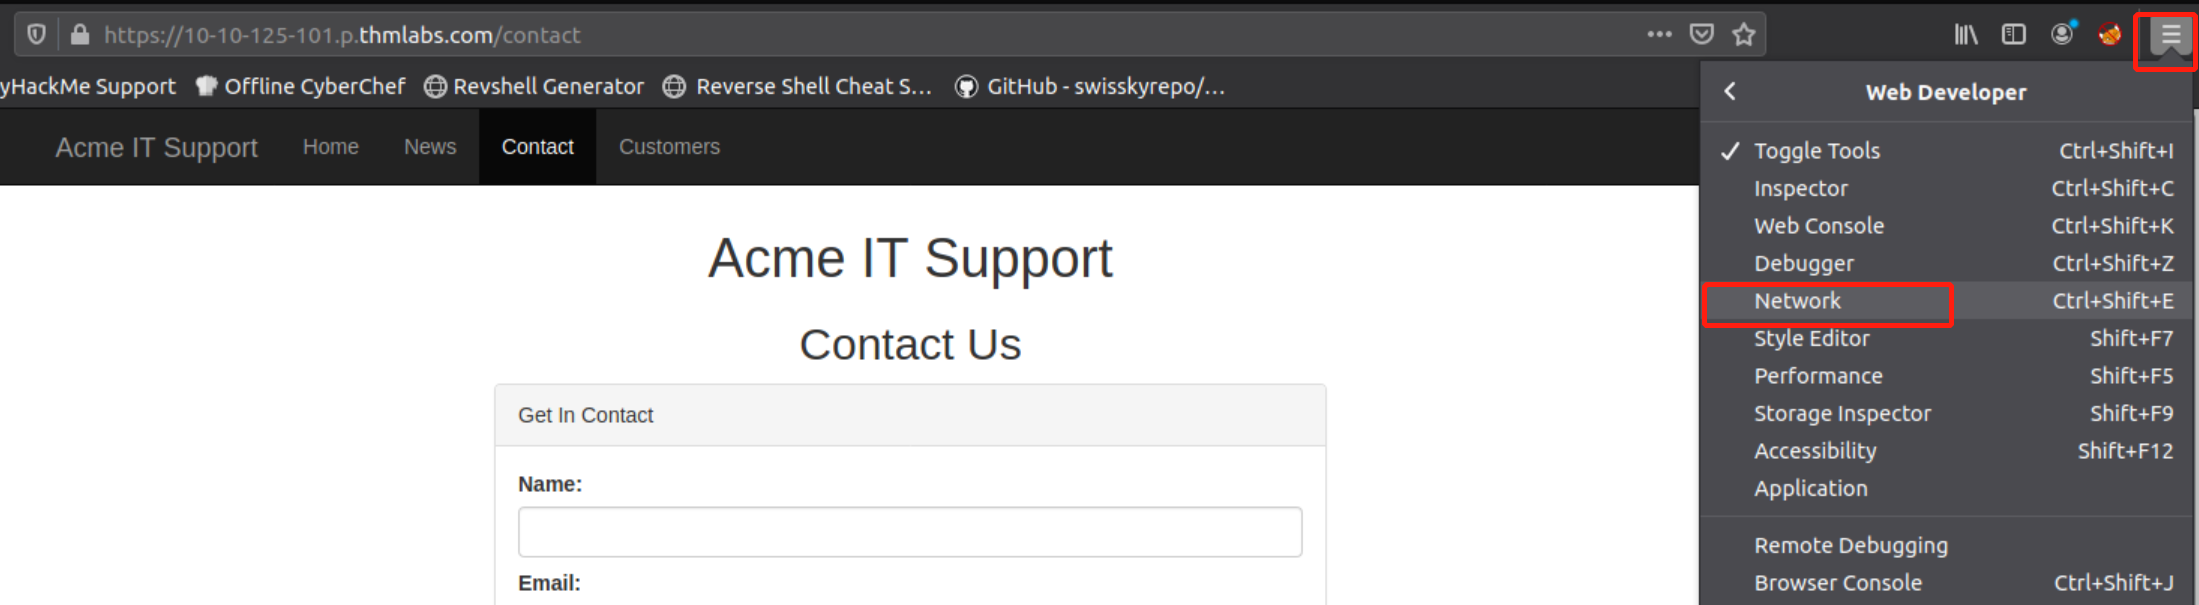 https://10-10-125-101.p.thmlabs.com/contact
yHackMe Support Offline CyberChef Revshell Generator Reverse Shell Cheat S... GitHub - swisskyrepo/...
Acme IT Support Home News Contact Customers
Acme IT Support
Contact Us
Get In Contact
Name:
Email:
Web Developer
Toggle Tools Ctrl+Shift+I
Inspector Ctrl+Shift+C
Web Console Ctrl+Shift+K
Debugger Ctrl+Shift+Z
Network Ctrl+Shift+E
Style Editor Shift+F7
Performance Shift+F5
Storage Inspector Shift+F9
Accessibility Shift+F12
Application
Remote Debugging
Browser Console Ctrl+Shift+J